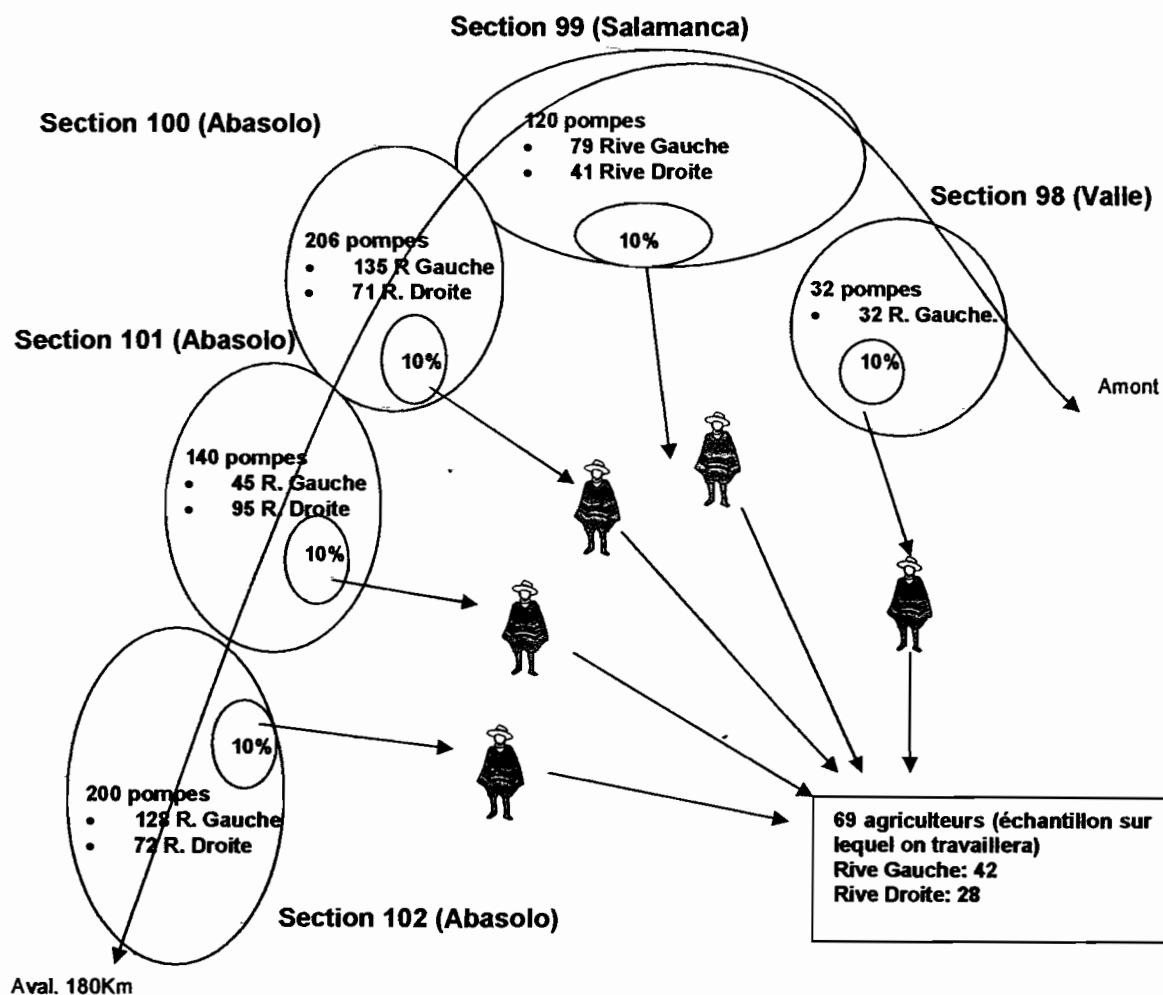 Section 99 (Salamanca)
Section 100 (Abasolo)
120 pompes
• 79 Rive Gauche
• 41 Rive Droite
10%
Section 98 (Valle)
206 pompes
• 135 R Gauche
• 71 R. Droite
10%
32 pompes
• 32 R. Gauche.
10%
Section 101 (Abasolo)
Amont
140 pompes
• 45 R. Gauche
• 95 R. Droite
10%
10%
200 pompes
• 128 R. Gauche
• 72 R. Droite
69 agriculteurs (échantillon sur
lequel on travaillera)
Rive Gauche: 42
Rive Droite: 28
Section 102 (Abasolo)
Aval. 180Km